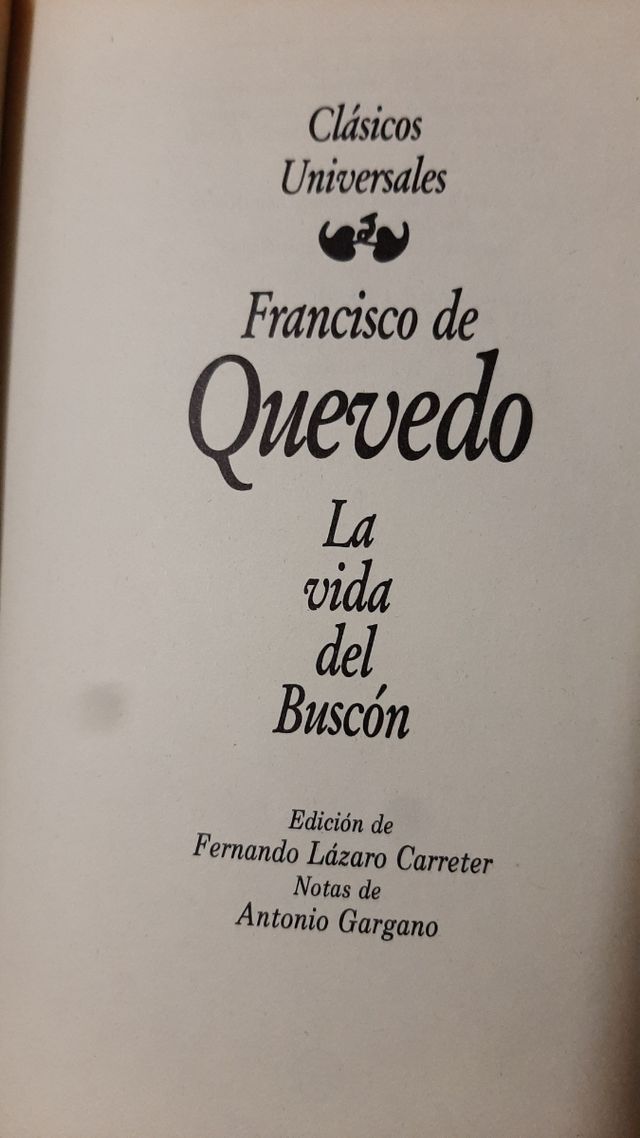 Clásicos
Universales
Francisco de
Quevedo
La
vida
del
Buscón
Edición de
Fernando Lázaro Carreter
Notas de
Antonio Gargano